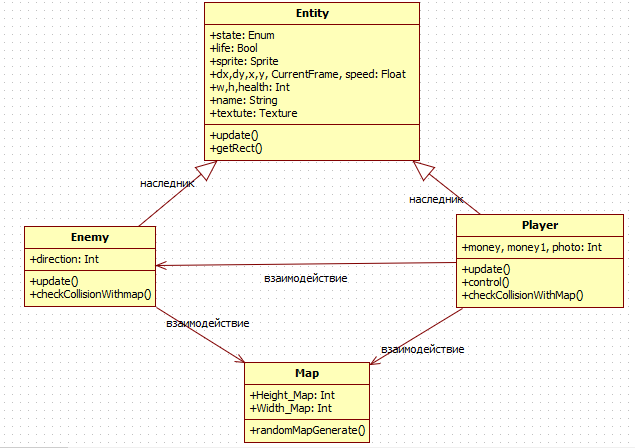 Entity
+state: Enum
+life: Bool
+sprite: Sprite
+dx,dy,x,y, CurrentFrame, speed: Float
+w,h,health: Int
+name: String
+textute: Texture
+update()
+getRect()
наследник
наследник
Enemy
+direction: Int
+update()
+checkCollisionWithmap()
Player
+money, money1, photo: Int
+update()
+control()
+checkCollisionWithMap()
взаимодействие
взаимодействие
взаимодействие
Map
+Height_Map: Int
+Width_Map: Int
+randomMapGenerate()